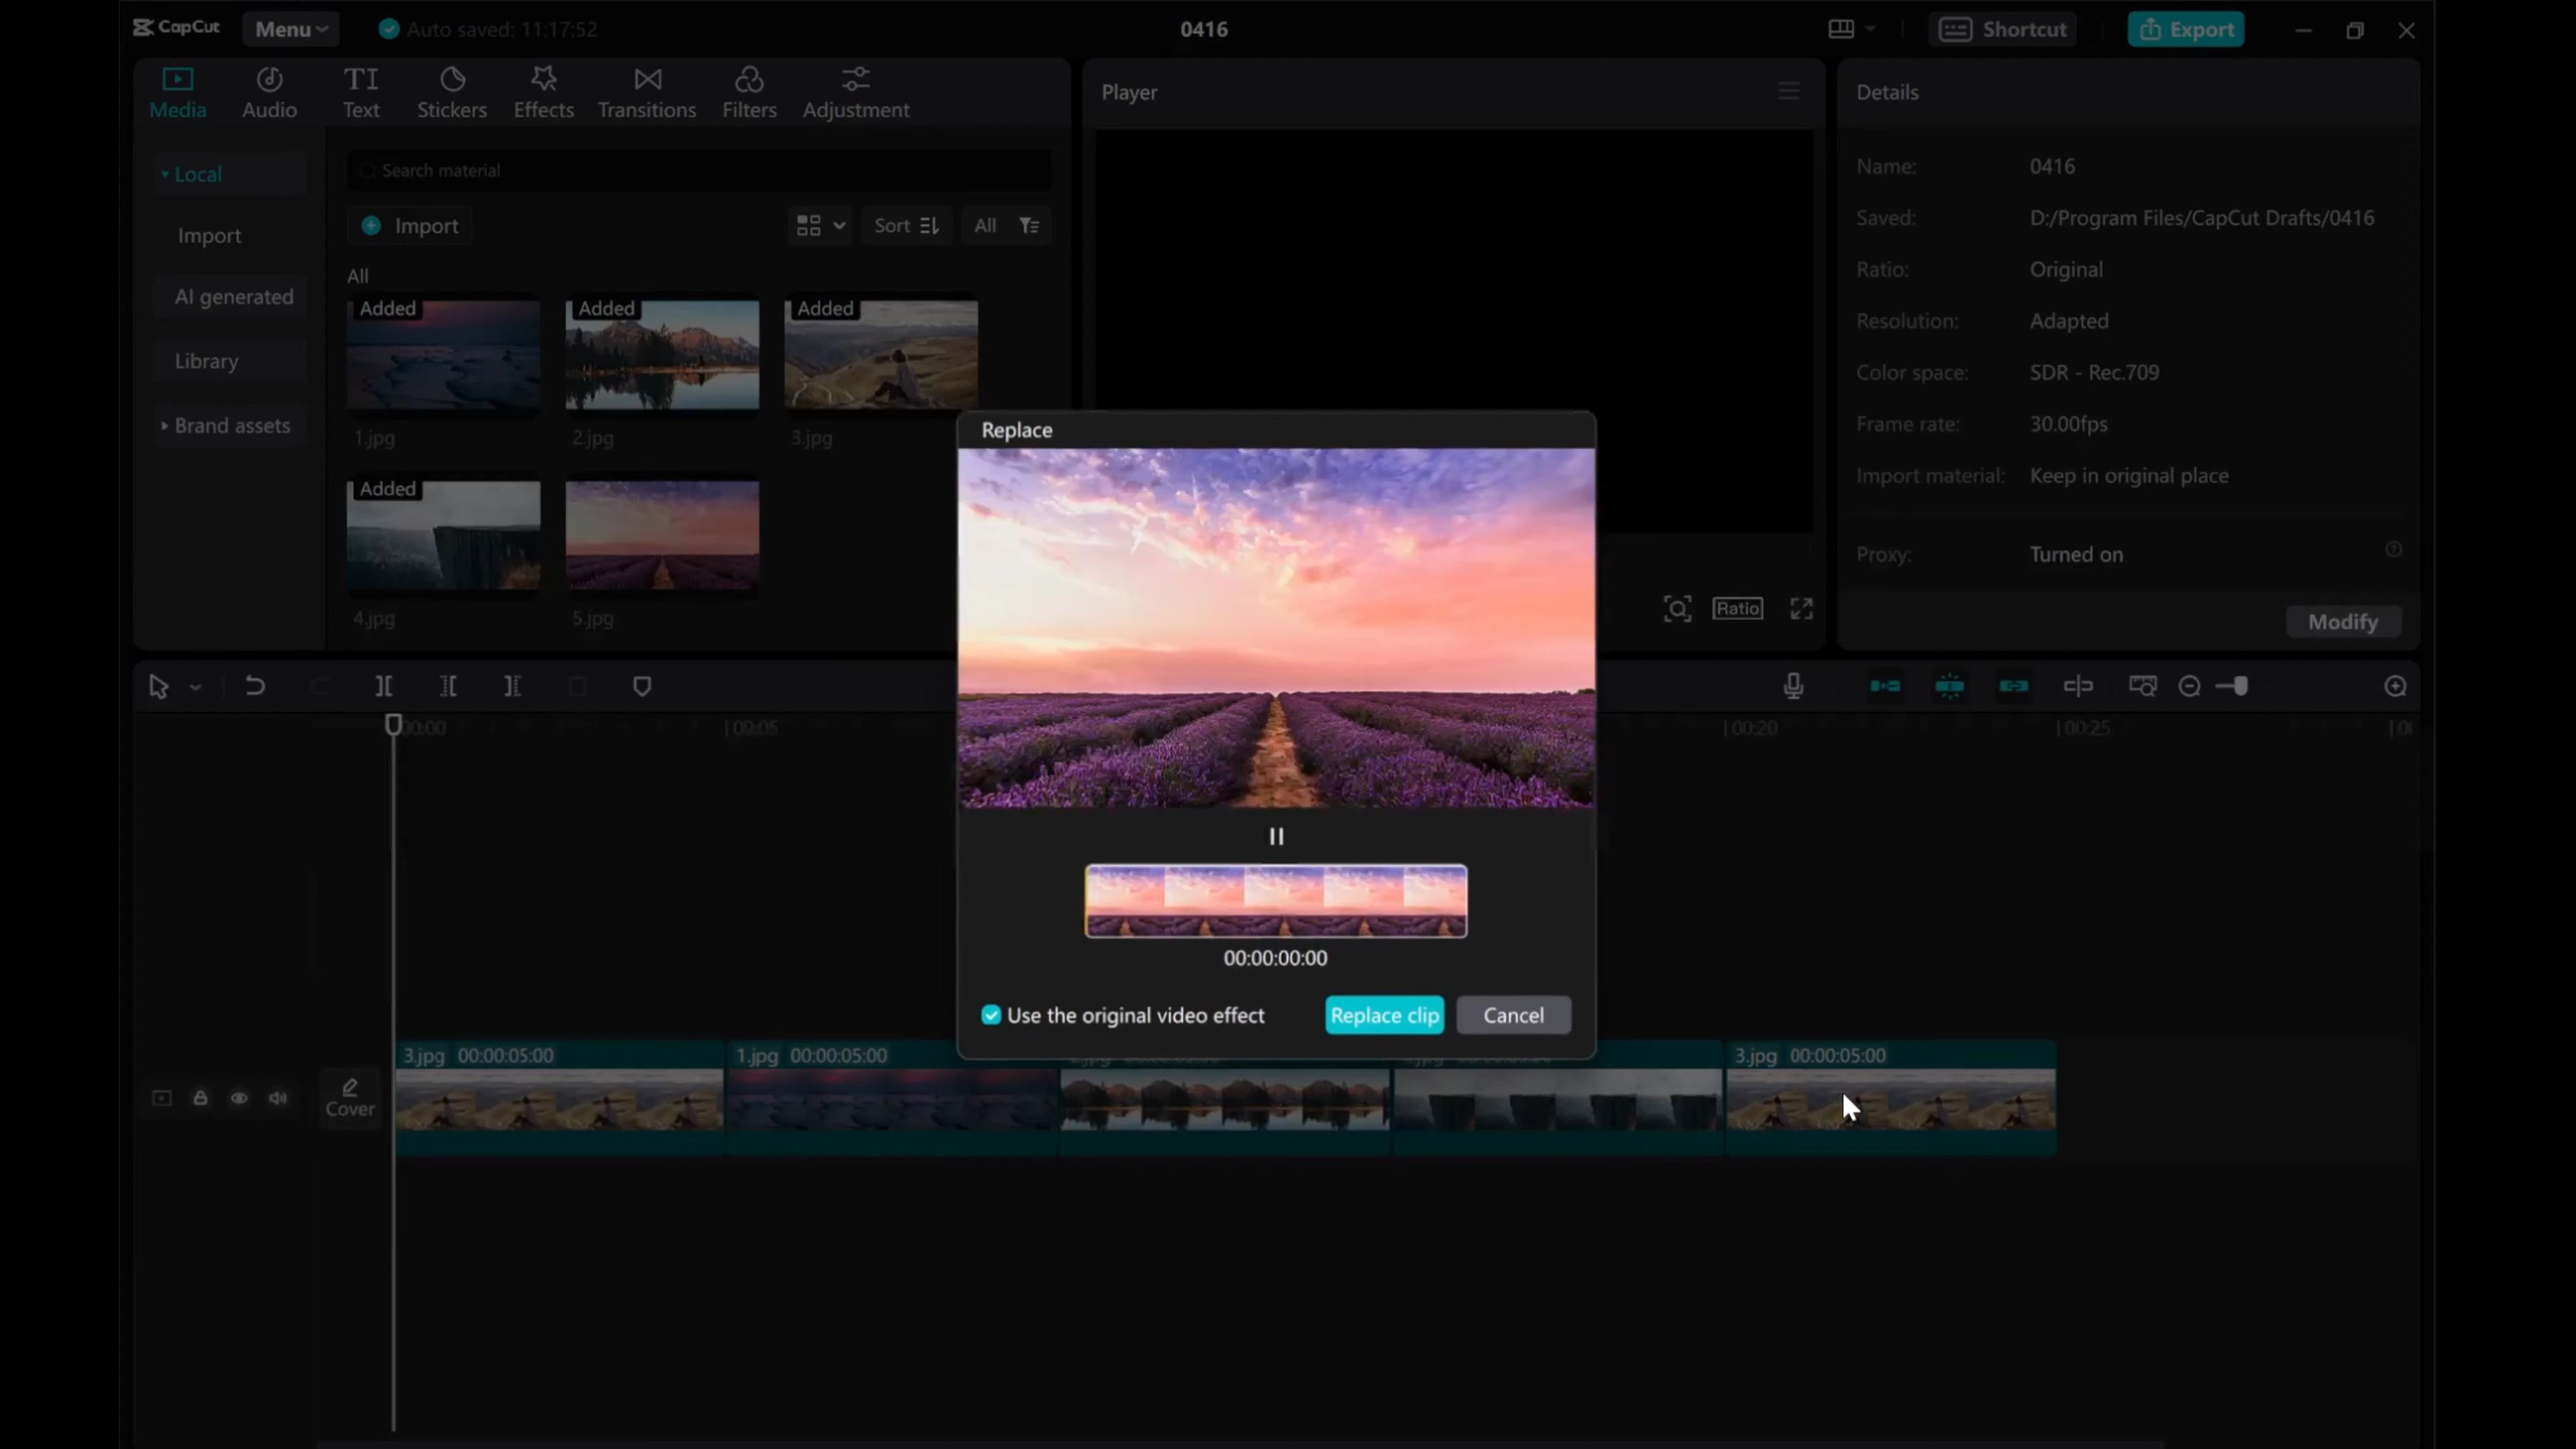 CapCut Menu Auto saved: 11:17:52 0416 Shortcut Export
Media Audio Text Stickers Effects Transitions Filters Adjustment
Player
Details
Local
Import
AI generated
Library
Brand assets
Search material
Import Sort All
All
Added Added Added
1.jpg 2.jpg 3.jpg
Added
4.jpg 5.jpg
Ratio
Name: 0416
Saved: D:/Program Files/CapCut Drafts/0416
Ratio: Original
Resolution: Adapted
Color space: SDR - Rec.709
Frame rate: 30.00fps
Import material: Keep in original place
Proxy: Turned on
Modify
Replace
00:00:00:00
Use the original video effect Replace clip Cancel
00:00 00:05 00:20 00:25
Cover
3.jpg 00:00:05:00 1.jpg 00:00:05:00 3.jpg 00:00:05:00